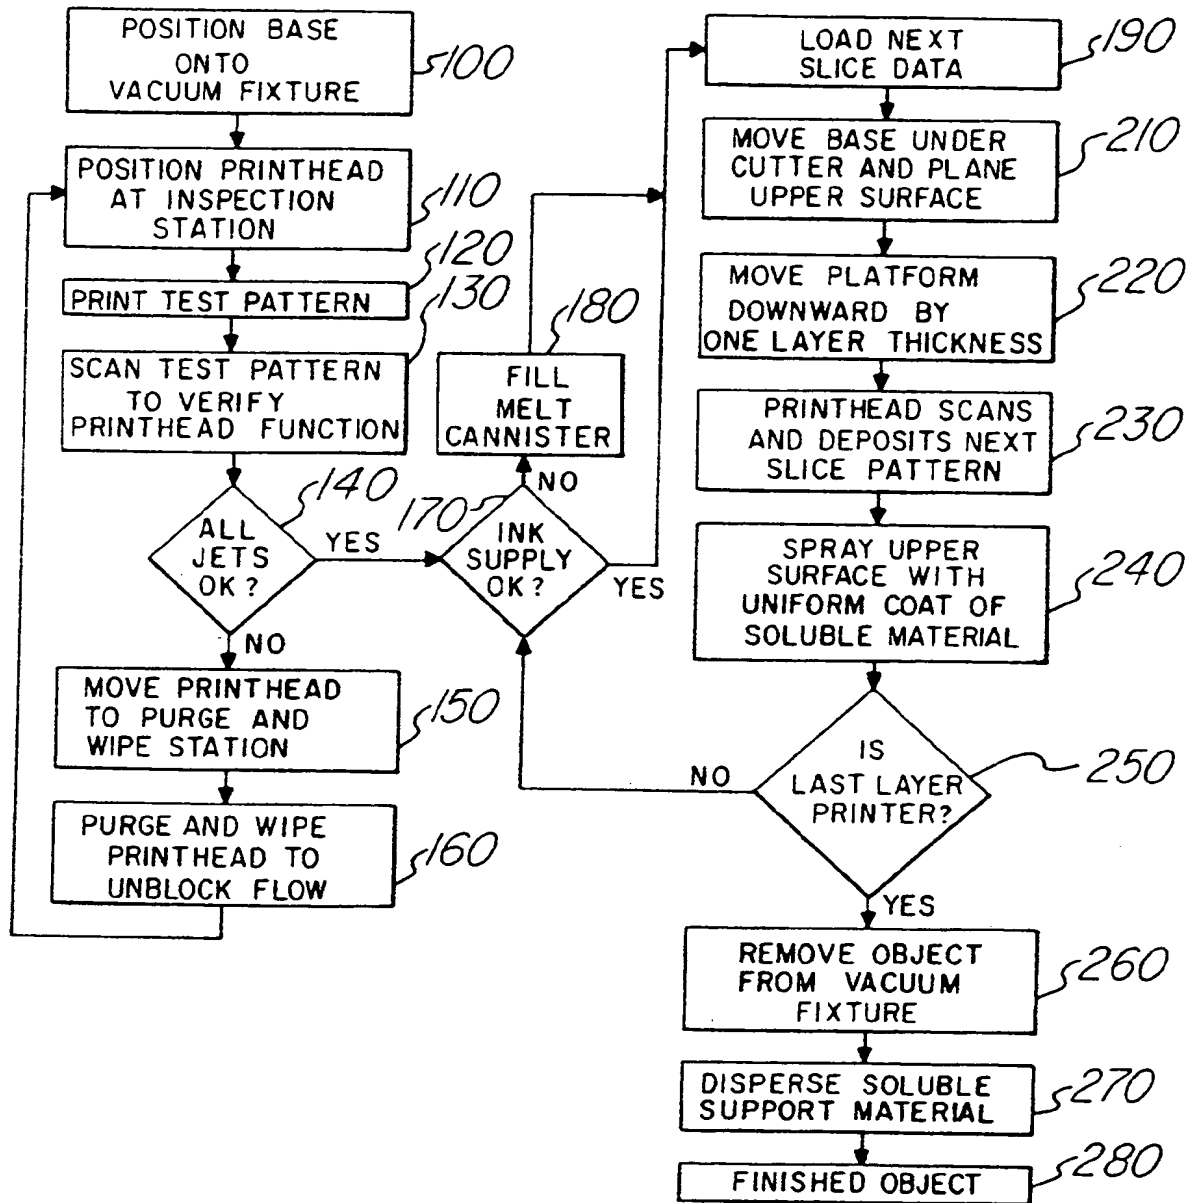 POSITION BASE
ONTO
VACUUM FIXTURE
100
POSITION PRINTHEAD
AT INSPECTION
STATION
110
PRINT TEST PATTERN
120
SCAN TEST PATTERN
TO VERIFY
PRINTHEAD FUNCTION
130
ALL
JETS
OK?
140
YES
NO
MOVE PRINTHEAD
TO PURGE AND
WIPE STATION
150
PURGE AND WIPE
PRINTHEAD TO
UNBLOCK FLOW
160
INK
SUPPLY
OK?
170
NO
YES
FILL
MELT
CANNISTER
180
LOAD NEXT
SLICE DATA
190
MOVE BASE UNDER
CUTTER AND PLANE
UPPER SURFACE
210
MOVE PLATFORM
DOWNWARD BY
ONE LAYER THICKNESS
220
PRINTHEAD SCANS
AND DEPOSITS NEXT
SLICE PATTERN
230
SPRAY UPPER
SURFACE WITH
UNIFORM COAT OF
SOLUBLE MATERIAL
240
IS
LAST LAYER
PRINTER?
250
NO
YES
REMOVE OBJECT
FROM VACUUM
FIXTURE
260
DISPERSE SOLUBLE
SUPPORT MATERIAL
270
FINISHED OBJECT
280